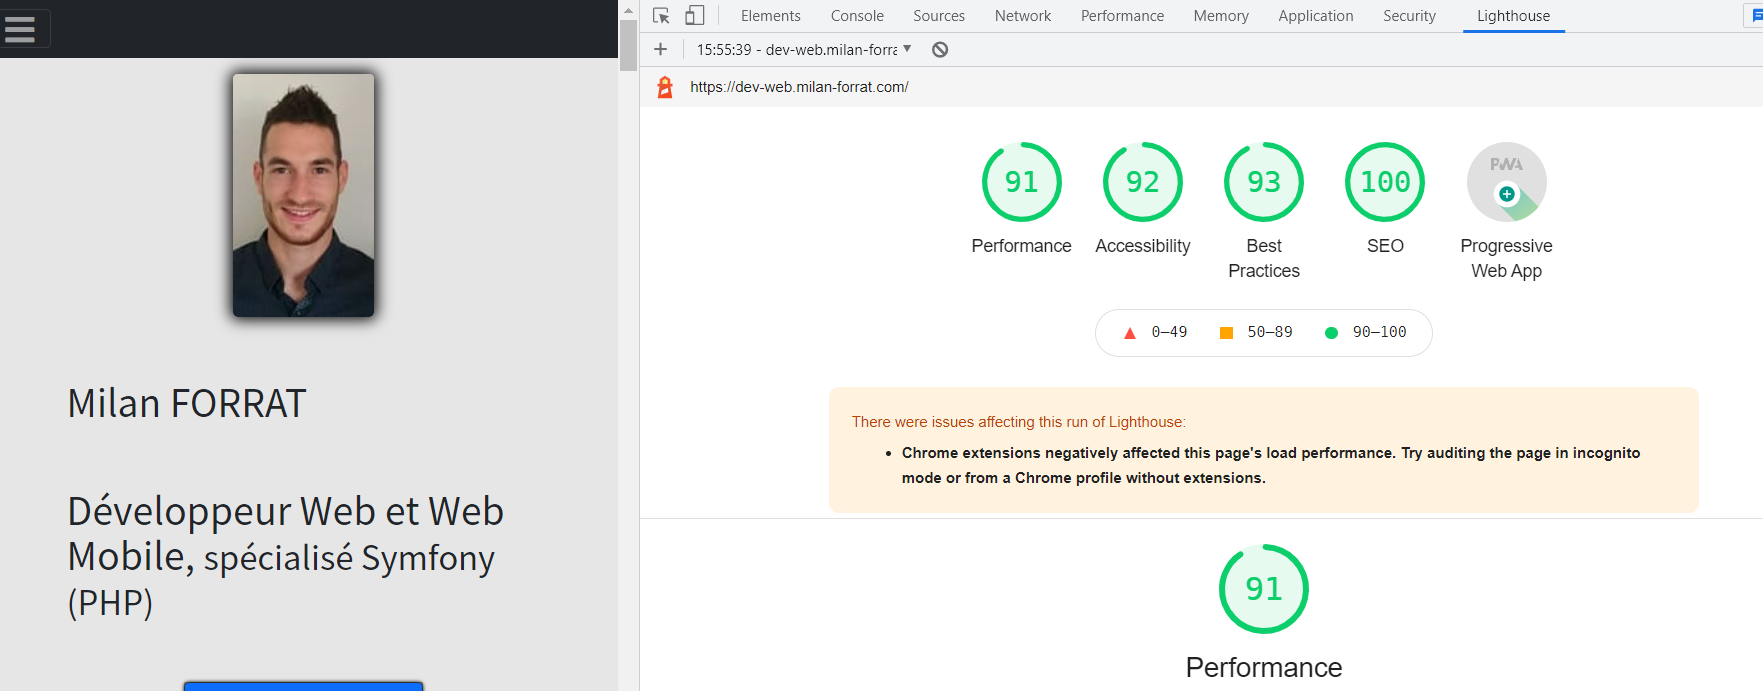 Elements Console Sources Network Performance Memory Application Security Lighthouse
15:55:39 - dev-web.milan-forra
https://dev-web.milan-forrat.com/
91 92 93 100 PWA
Performance Accessibility Best Practices SEO Progressive Web App
0–49 50–89 90–100
There were issues affecting this run of Lighthouse:
Chrome extensions negatively affected this page's load performance. Try auditing the page in incognito
mode or from a Chrome profile without extensions.
91
Performance
Milan FORRAT
Développeur Web et Web
Mobile, spécialisé Symfony
(PHP)